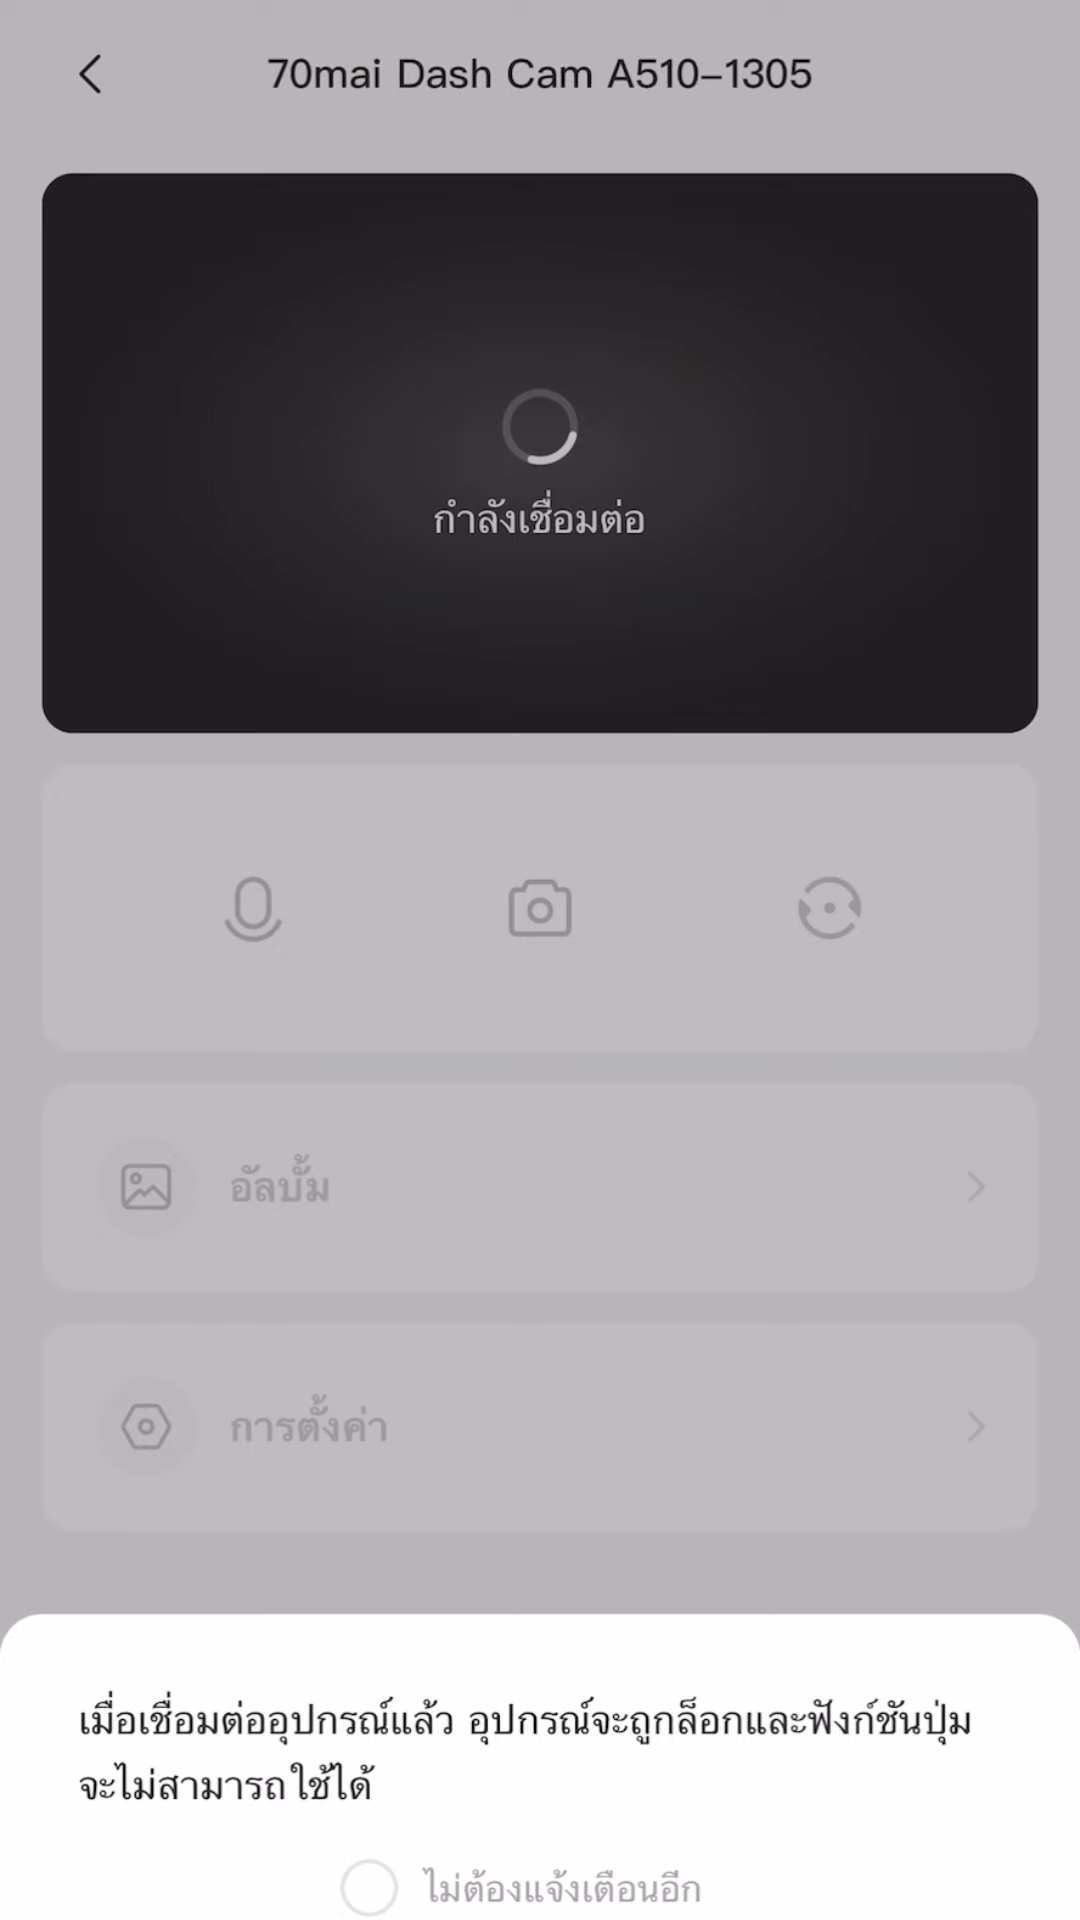 70mai Dash Cam A510-1305
กำลังเชื่อมต่อ
อัลบั้ม
การตั้งค่า
เมื่อเชื่อมต่ออุปกรณ์แล้ว อุปกรณ์จะถูกล็อกและฟังก์ชันปุ่ม
จะไม่สามารถใช้ได้
ไม่ต้องแจ้งเตือนอีก